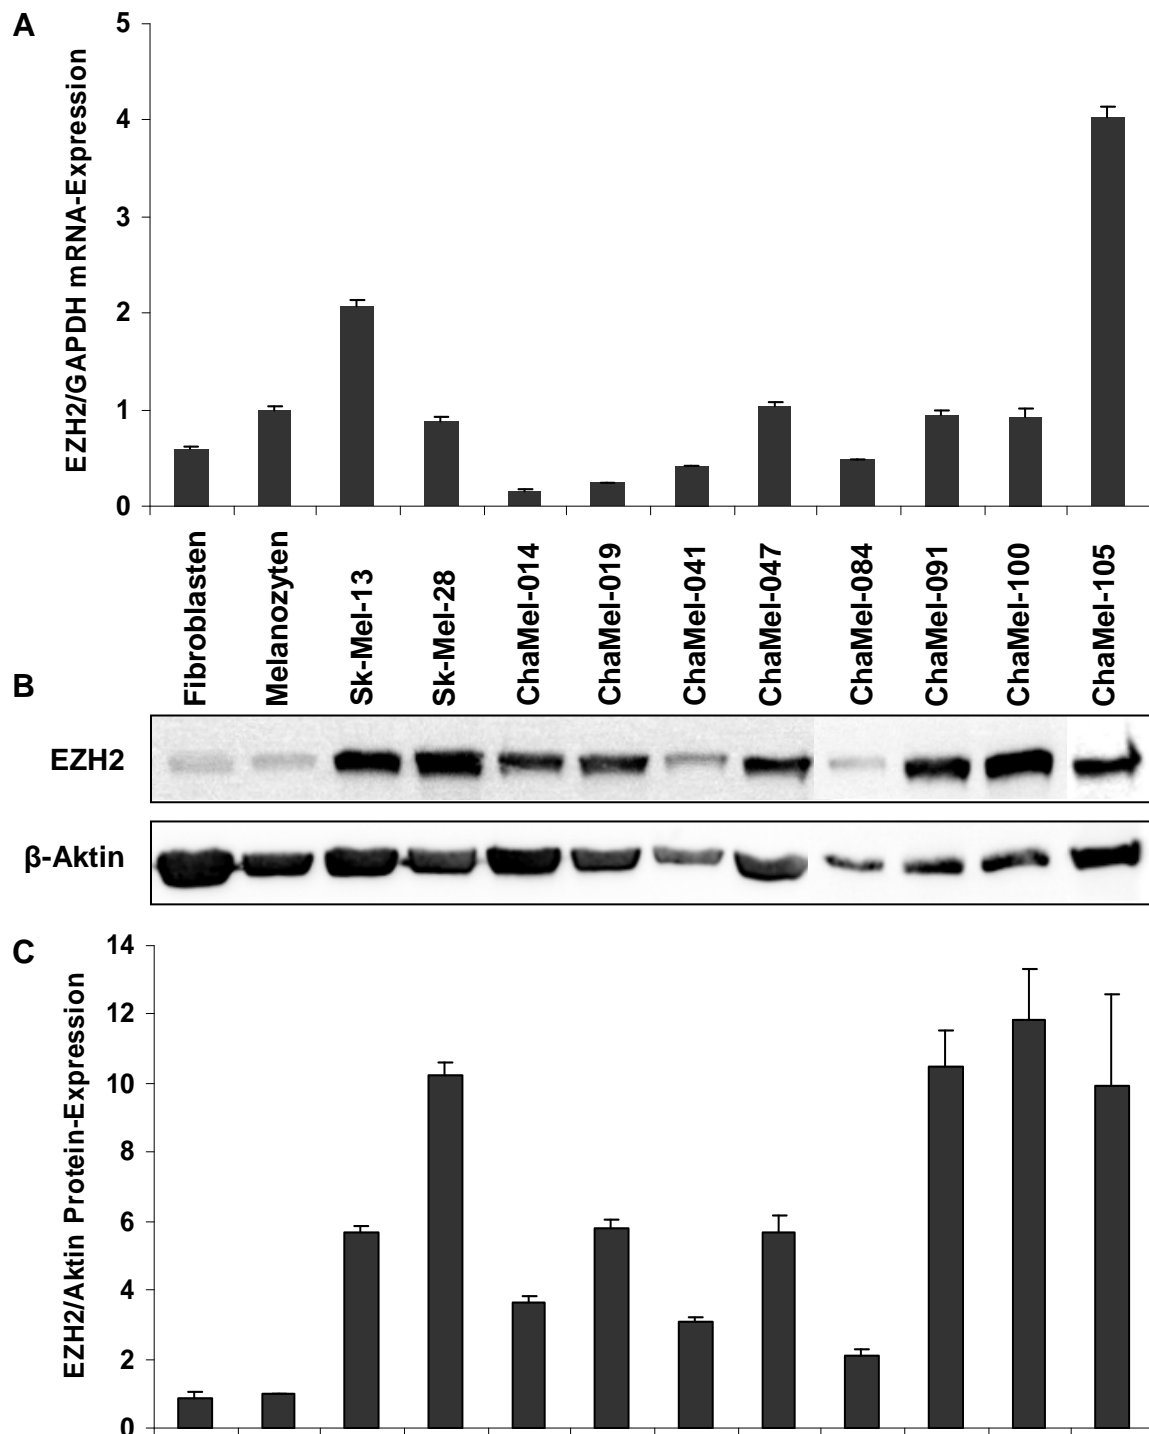 A
EZH2/GAPDH mRNA-Expression
5
4
3
2
1
0
Fibroblasten
Melanozyten
Sk-Mel-13
Sk-Mel-28
ChaMel-014
ChaMel-019
ChaMel-041
ChaMel-047
ChaMel-084
ChaMel-091
ChaMel-100
ChaMel-105
B
EZH2
β-Aktin
C
EZH2/Aktin Protein-Expression
14
12
10
8
6
4
2
0